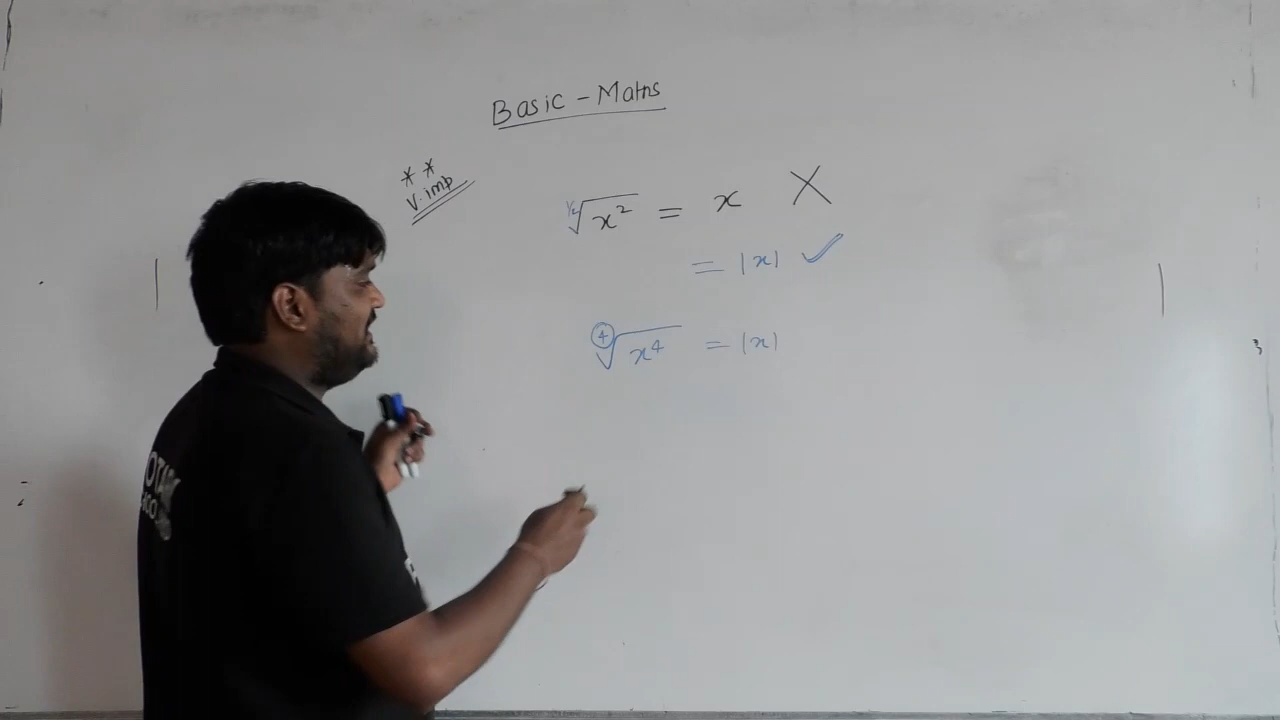 Basic - Maths
* *
V. imp
√x² = x X
= |x| ✓
⁴√x⁴ = |x|